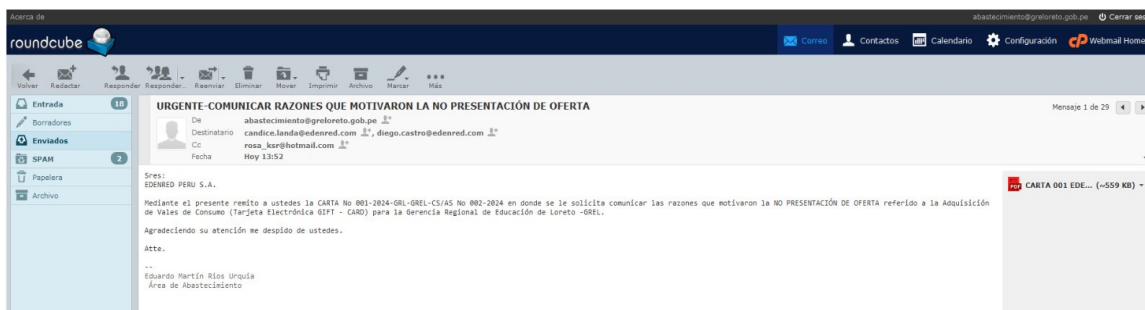 Acerca de
abastecimiento@greloreto.gob.pe Cerrar ses
roundcube
Correo Contactos Calendario Configuración cP Webmail Home
Volver Redactar Responder Responder... Reenviar Eliminar Mover Imprimir Archivo Marcar Más
Entrada 18
Borradores
Enviados
SPAM 2
Papelera
Archivo
URGENTE-COMUNICAR RAZONES QUE MOTIVARON LA NO PRESENTACIÓN DE OFERTA
Mensaje 1 de 29
De abastecimiento@greloreto.gob.pe
Destinatario candice.landa@edenred.com , diego.castro@edenred.com
Cc rosa_ksr@hotmail.com
Fecha Hoy 13:52
Sres:
EDENRED PERU S.A.
Mediante el presente remito a ustedes la CARTA No 001-2024-GRL-GREL-CS/AS No 002-2024 en donde se le solicita comunicar las razones que motivaron la NO PRESENTACIÓN DE OFERTA referido a la Adquisición
de Vales de Consumo (Tarjeta Electrónica GIFT - CARD) para la Gerencia Regional de Educación de Loreto -GREL.
Agradeciendo su atención me despido de ustedes.
Atte.
--
Eduardo Martín Rios Urquia
Área de Abastecimiento
PDF CARTA 001 EDE... (~559 KB)